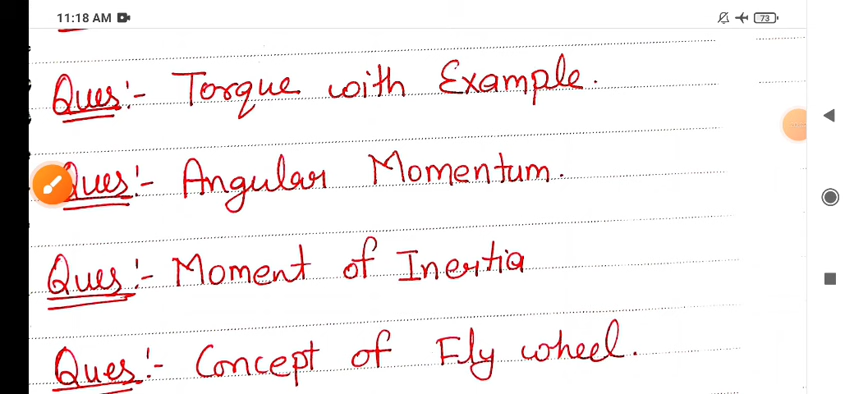 11:18 AM
73
Ques:- Torque with Example.
Ques:- Angular Momentum.
Ques:- Moment of Inertia
Ques:- Concept of Fly wheel.